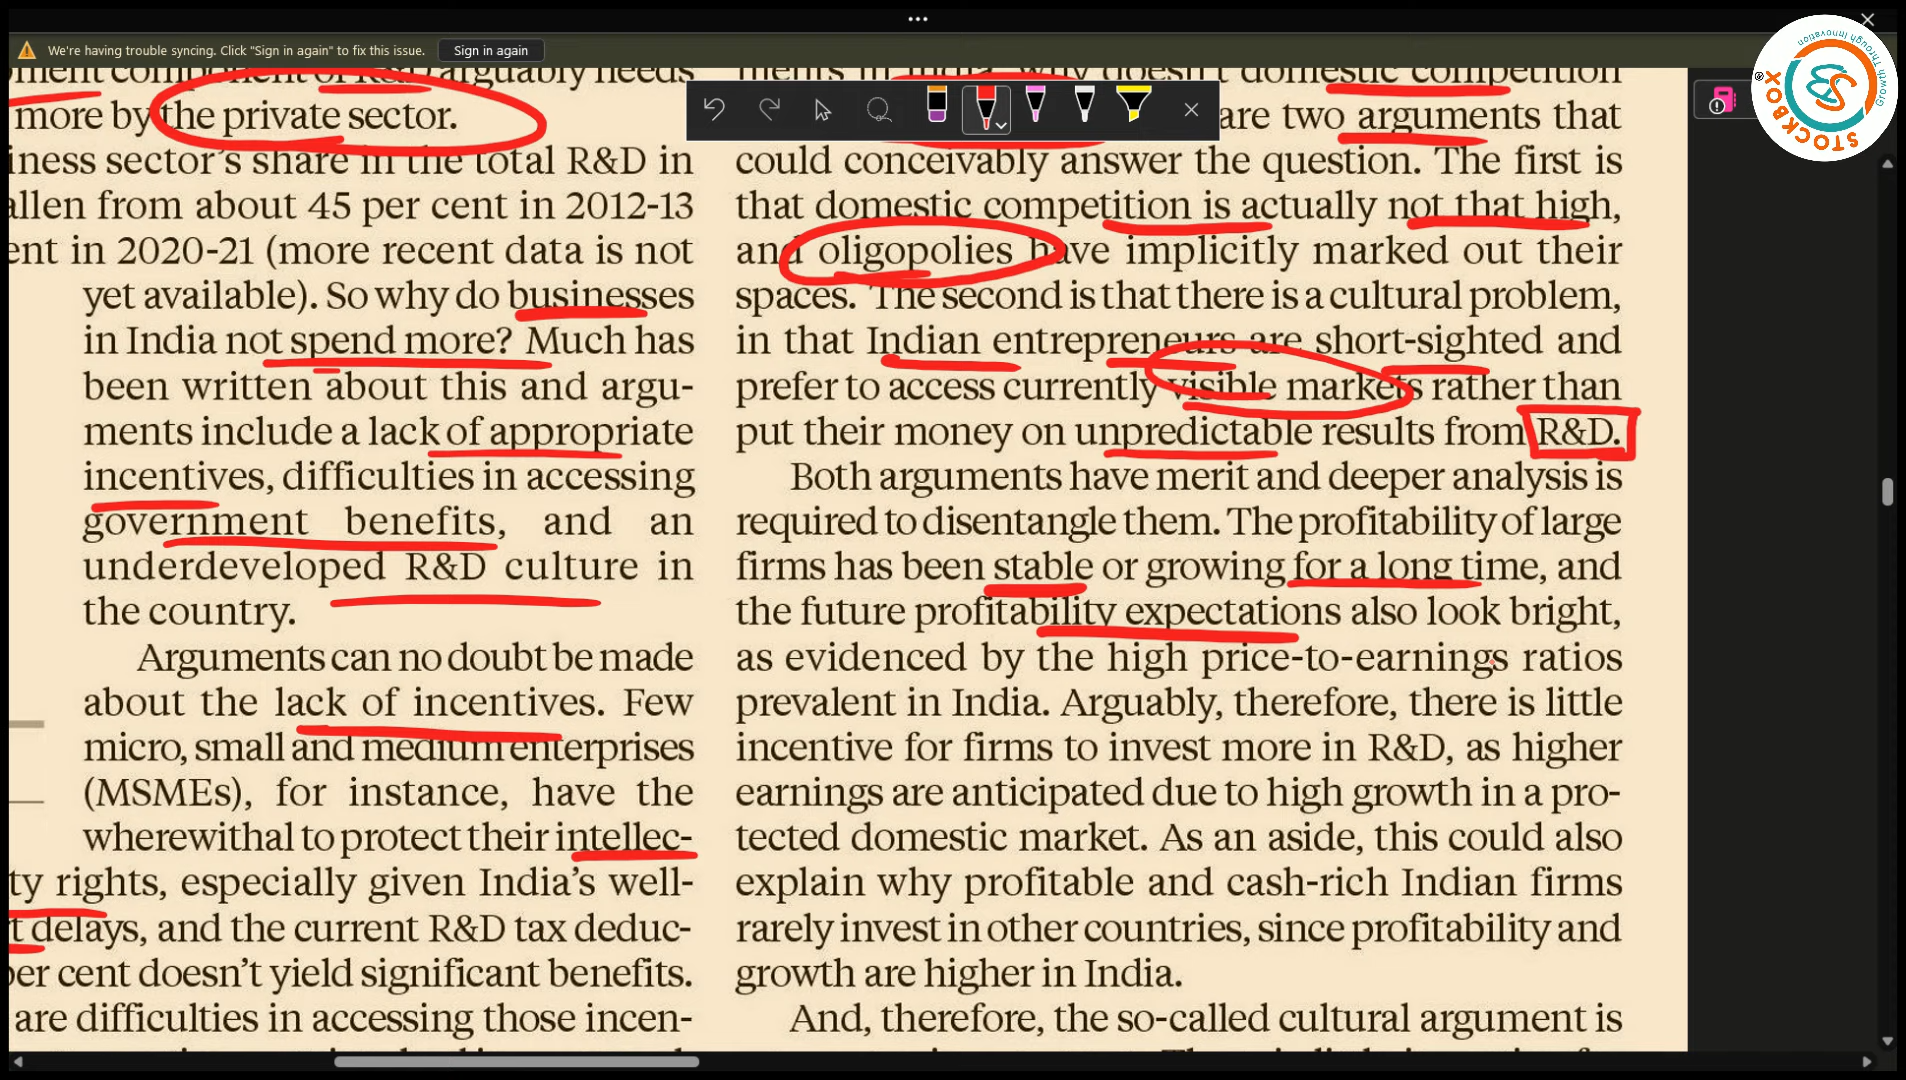 We're having trouble syncing. Click "Sign in again" to fix this issue.
Sign in again
STOCKBOX
Growth Through Innovation
component of R&D) arguably needs
more by the private sector.
iness sector's share in the total R&D in
allen from about 45 per cent in 2012-13
ent in 2020-21 (more recent data is not
yet available). So why do businesses
in India not spend more? Much has
been written about this and argu-
ments include a lack of appropriate
incentives, difficulties in accessing
government benefits, and an
underdeveloped R&D culture in
the country.
Arguments can no doubt be made
about the lack of incentives. Few
micro, small and medium enterprises
(MSMEs), for instance, have the
wherewithal to protect their intellec-
ty rights, especially given India's well-
t delays, and the current R&D tax deduc-
per cent doesn't yield significant benefits.
are difficulties in accessing those incen-
ments in India, why doesn't domestic competition
are two arguments that
could conceivably answer the question. The first is
that domestic competition is actually not that high,
and oligopolies have implicitly marked out their
spaces. The second is that there is a cultural problem,
in that Indian entrepreneurs are short-sighted and
prefer to access currently visible markets rather than
put their money on unpredictable results from R&D.
Both arguments have merit and deeper analysis is
required to disentangle them. The profitability of large
firms has been stable or growing for a long time, and
the future profitability expectations also look bright,
as evidenced by the high price-to-earnings ratios
prevalent in India. Arguably, therefore, there is little
incentive for firms to invest more in R&D, as higher
earnings are anticipated due to high growth in a pro-
tected domestic market. As an aside, this could also
explain why profitable and cash-rich Indian firms
rarely invest in other countries, since profitability and
growth are higher in India.
And, therefore, the so-called cultural argument is